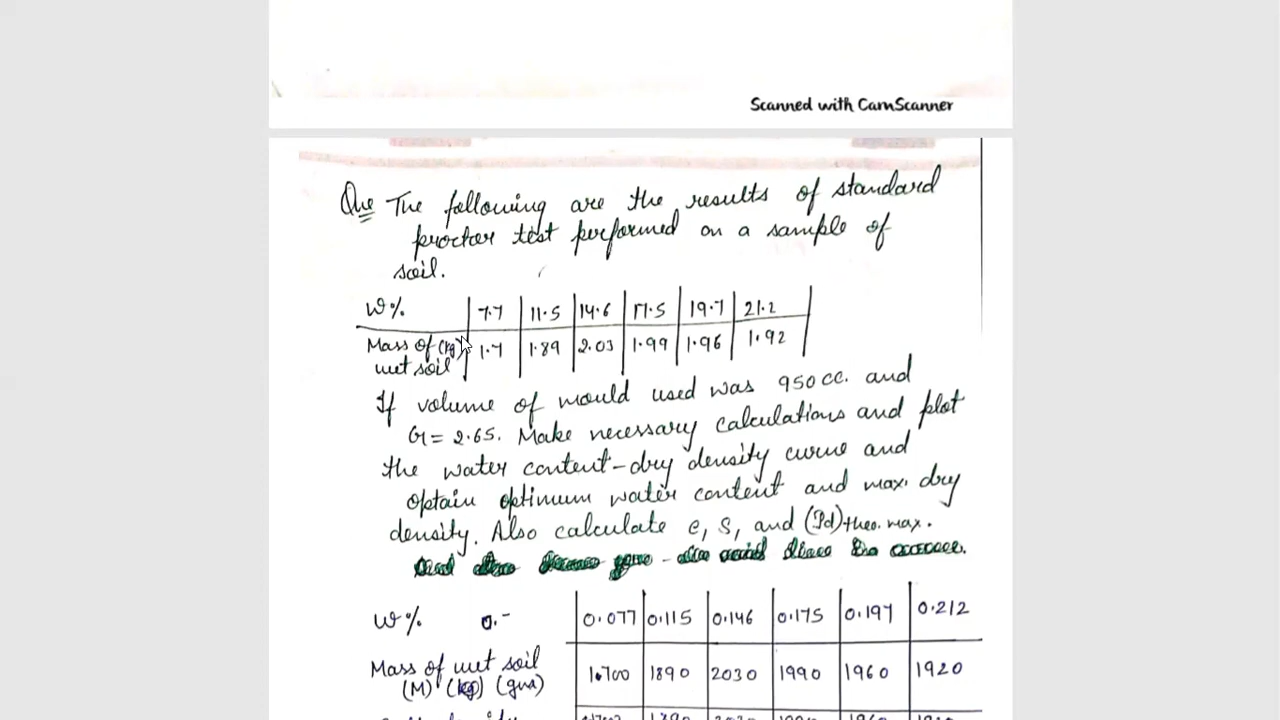 Scanned with CamScanner
Que The following are the results of standard
procter test performed on a sample of
soil.
W% 7.7 11.5 14.6 17.5 19.7 21.2
Mass of (kg) 1.7 1.89 2.03 1.99 1.96 1.92
wet soil
If volume of mould used was 950cc. and
G = 2.65. Make necessary calculations and plot
the water content-dry density curve and
optain optimum water content and max. dry
density. Also calculate e, S, and (ρd)theo. max.
W% 0.- 0.077 0.115 0.146 0.175 0.197 0.212
Mass of wet soil 1.700 1890 2030 1990 1960 1920
(M) (kg) (gm)